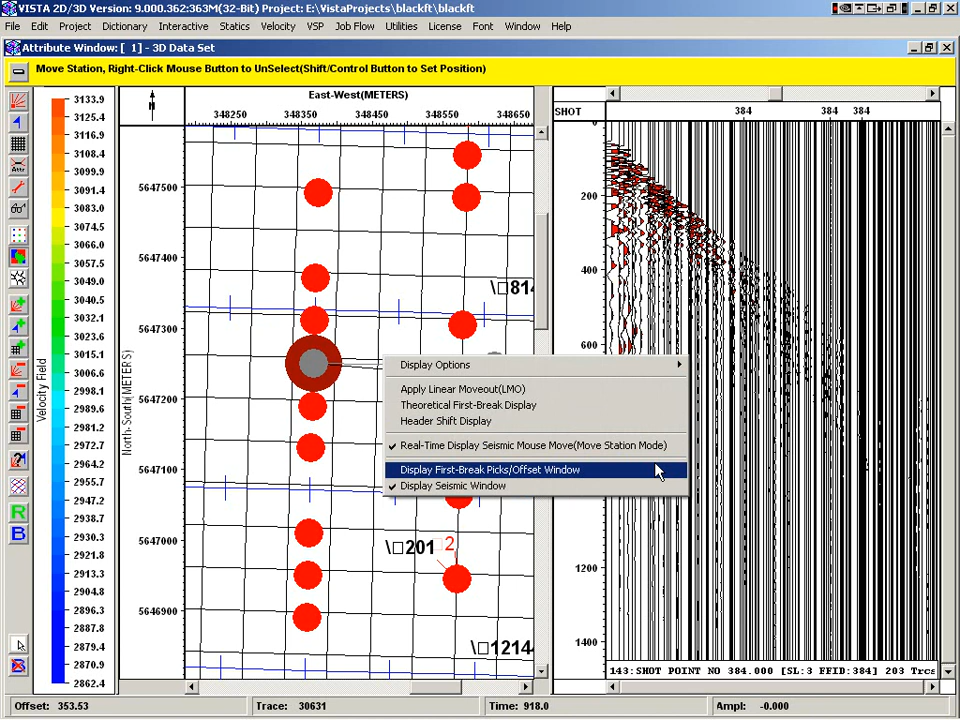 VISTA 2D/3D Version: 9.000.362:363M(32-Bit) Project: E:\VistaProjects\blackft\blackft
File Edit Project Dictionary Interactive Statics Velocity VSP Job Flow Utilities License Font Window Help
Attribute Window:[ 1] - 3D Data Set
Move Station, Right-Click Mouse Button to UnSelect(Shift/Control Button to Set Position)
East-West(METERS)
348250 348350 348450 348550 348650
N
North-South(METERS)
5647500
5647400
5647300
5647200
5647100
5647000
5646900
Velocity Field
3133.9
3125.4
3116.9
3108.4
3099.9
3091.4
3083.0
3074.5
3066.0
3057.5
3049.0
3040.5
3032.1
3023.6
3015.1
3006.6
2998.1
2989.6
2981.2
2972.7
2964.2
2955.7
2947.2
2938.7
2930.3
2921.8
2913.3
2904.8
2896.3
2887.8
2879.4
2870.9
2862.4
Attr
R
B
\□814
\□201
□2
\□1214
Display Options
Apply Linear Moveout(LMO)
Theoretical First-Break Display
Header Shift Display
Real-Time Display Seismic Mouse Move(Move Station Mode)
Display First-Break Picks/Offset Window
Display Seismic Window
SHOT 384 384 384
0
200
400
600
1200
1400
143:SHOT POINT NO 384.000 [SL:3 FFID:384] 203 Trcs
Offset: 353.53 Trace: 30631 Time: 918.0 Ampl: -0.000